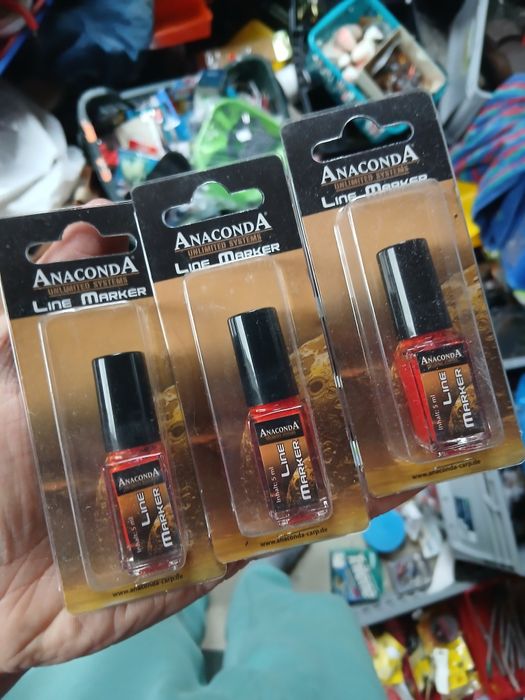 ANACONDA
UNLIMITED SYSTEMS
LINE MARKER
ANACONDA
LINE
MARKER
Inhalt: 5 ml
www.anaconda-carp.de
ANACONDA
UNLIMITED SYSTEMS
LINE MARKER
ANACONDA
LINE
MARKER
Inhalt: 5 ml
www.anaconda-carp.de
ANACONDA
UNLIMITED SYSTEMS
LINE MARKER
ANACONDA
LINE
MARKER
Inhalt: 5 ml
www.anaconda-carp.de